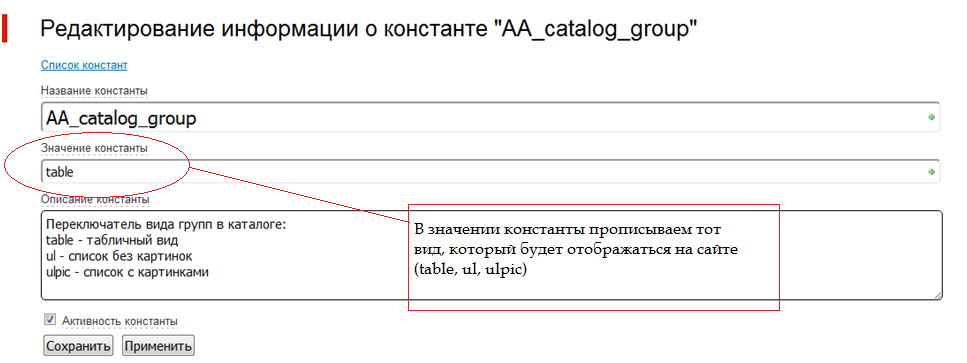 Редактирование информации о константе "AA_catalog_group"
Список констант
Название константы
AA_catalog_group
Значение константы
table
Описание константы
Переключатель вида групп в каталоге:
table - табличный вид
ul - список без картинок
ulpic - список с картинками
В значении константы прописываем тот
вид, который будет отображаться на сайте
(table, ul, ulpic)
Активность константы
Сохранить Применить